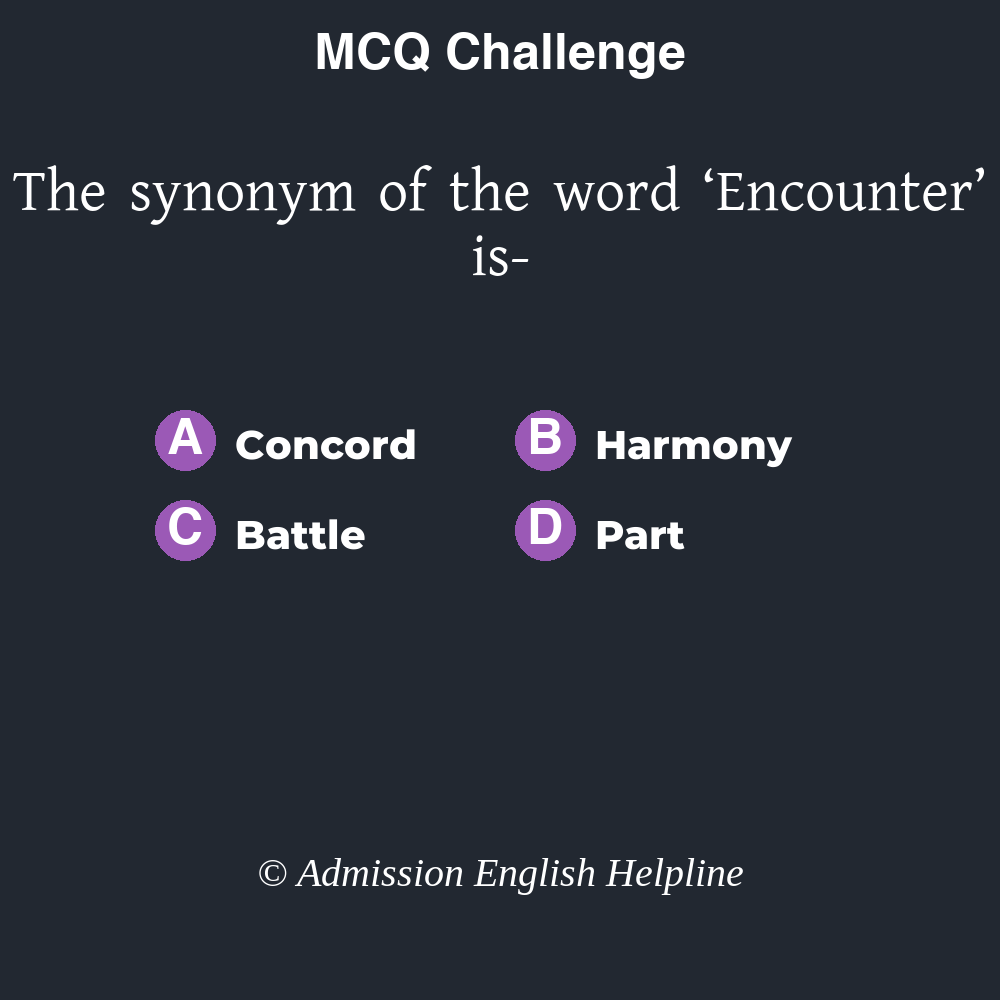 MCQ Challenge
The synonym of the word ‘Encounter’
is-
A Concord B Harmony
C Battle D Part
© Admission English Helpline